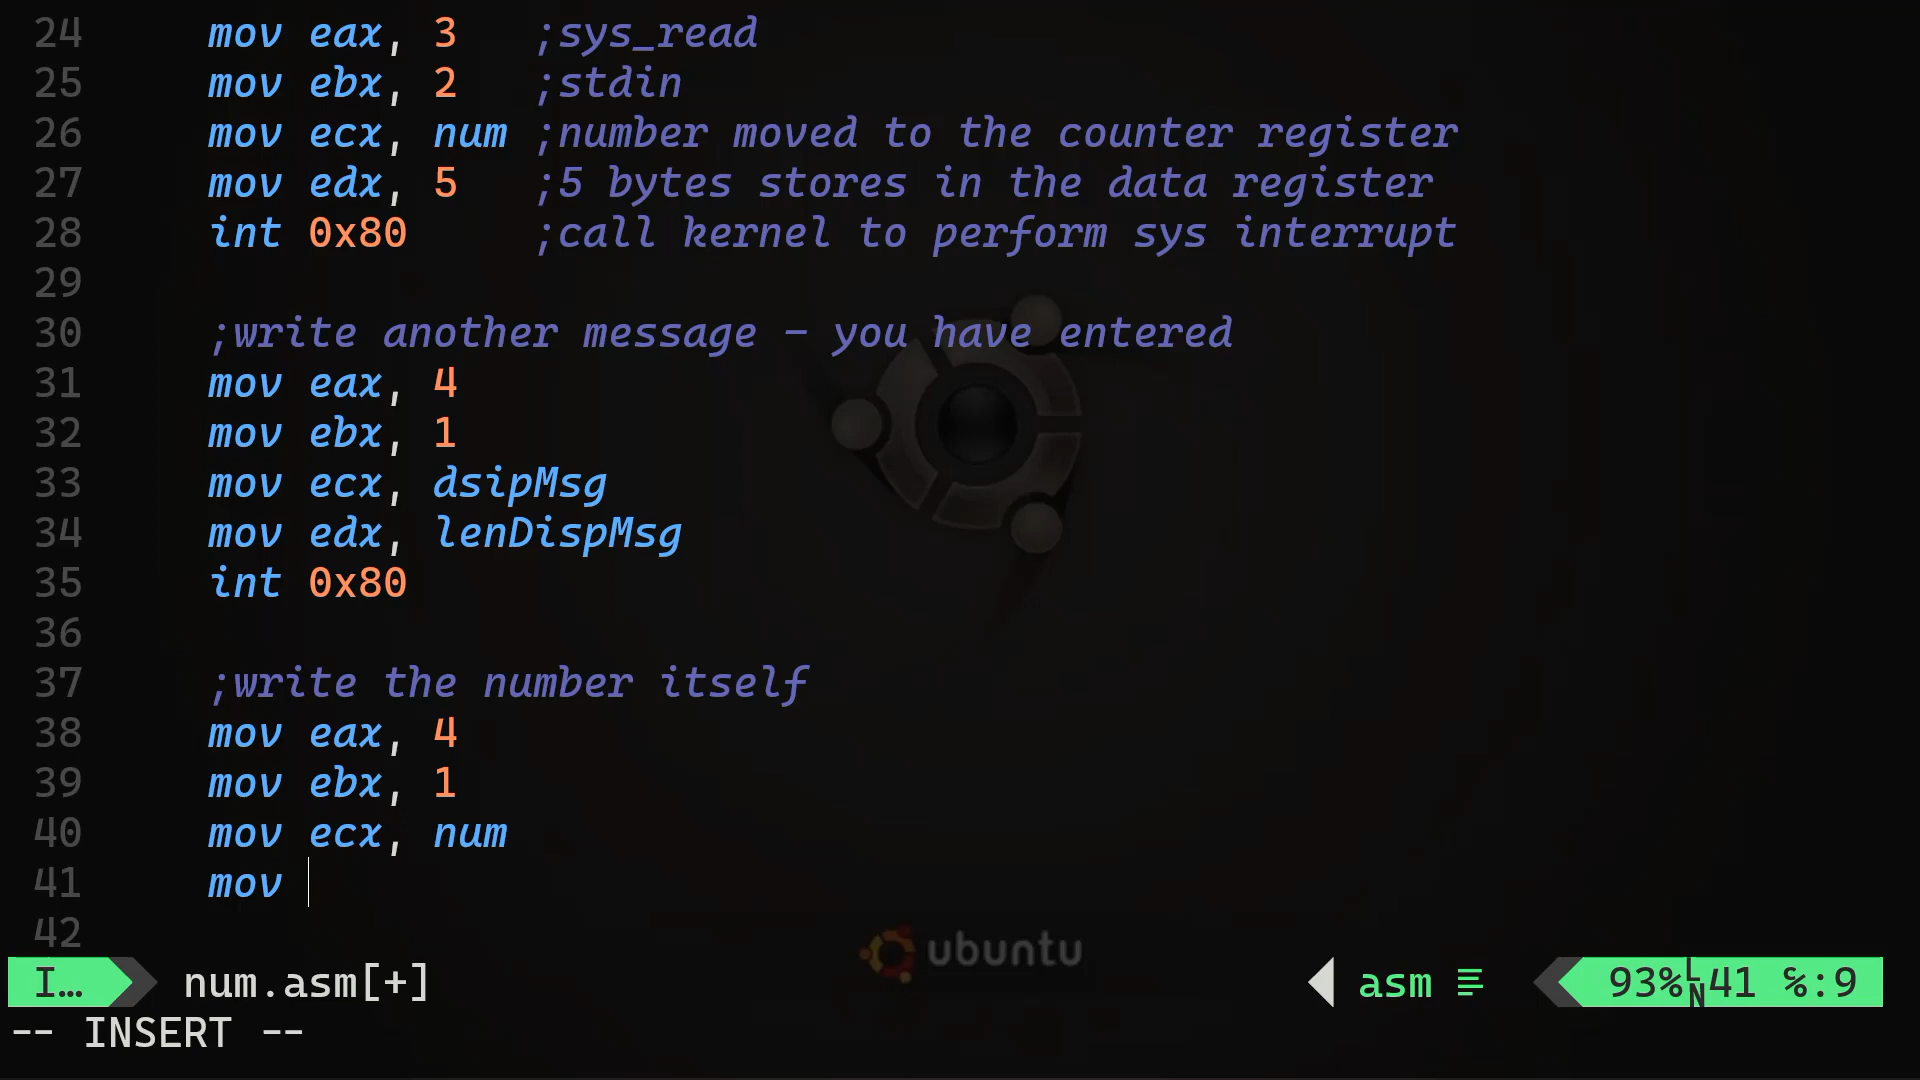 24 mov eax, 3 ;sys_read
25 mov ebx, 2 ;stdin
26 mov ecx, num ;number moved to the counter register
27 mov edx, 5 ;5 bytes stores in the data register
28 int 0x80 ;call kernel to perform sys interrupt
29
30 ;write another message - you have entered
31 mov eax, 4
32 mov ebx, 1
33 mov ecx, dsipMsg
34 mov edx, lenDispMsg
35 int 0x80
36
37 ;write the number itself
38 mov eax, 4
39 mov ebx, 1
40 mov ecx, num
41 mov
42
ubuntu
I… num.asm[+] asm 93% LN 41 %:9
-- INSERT --